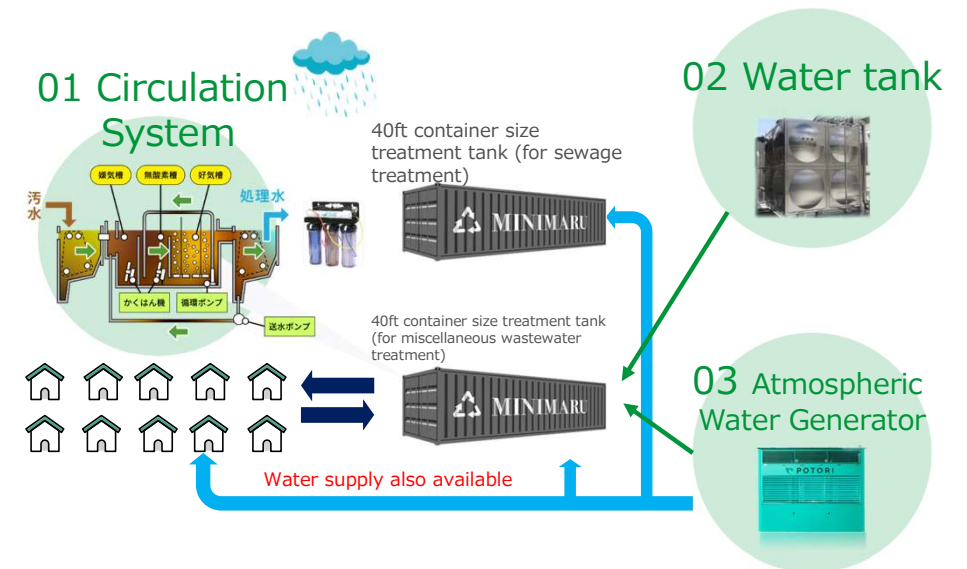 01 Circulation
System
嫌気槽
無酸素槽
好気槽
汚水
処理水
かくはん機
循環ポンプ
送水ポンプ
40ft container size
treatment tank (for sewage
treatment)
MINIMARU
02 Water tank
40ft container size treatment tank
(for miscellaneous wastewater
treatment)
MINIMARU
03 Atmospheric
Water Generator
POTORI
Water supply also available